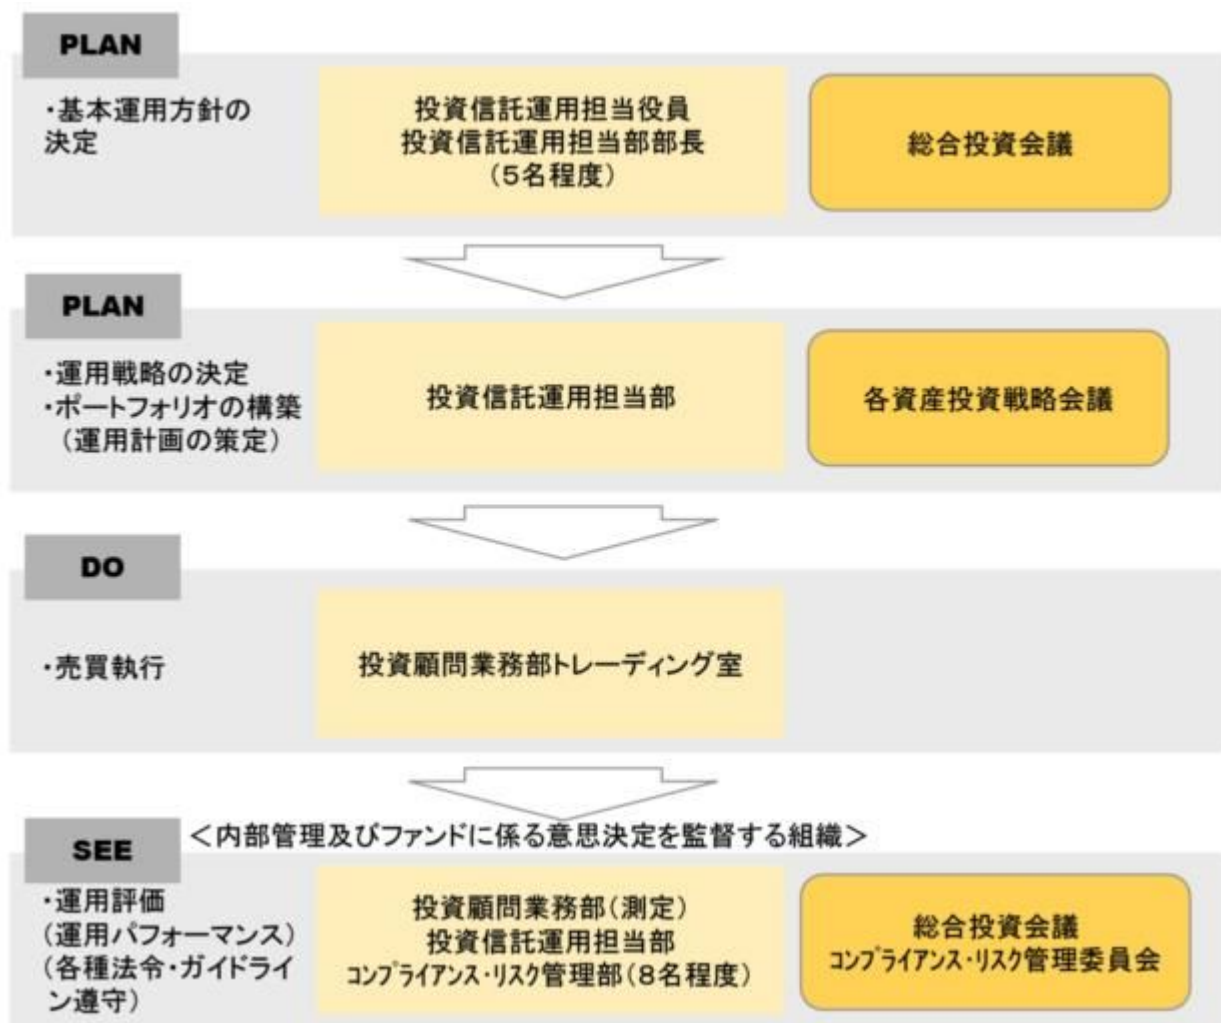 PLAN
・基本運用方針の
決定
投資信託運用担当役員
投資信託運用担当部部長
(5名程度)
総合投資会議
PLAN
・運用戦略の決定
・ポートフォリオの構築
(運用計画の策定)
投資信託運用担当部
各資産投資戦略会議
DO
・売買執行
投資顧問業務部トレーディング室
SEE
＜内部管理及びファンドに係る意思決定を監督する組織＞
・運用評価
(運用パフォーマンス)
(各種法令・ガイドライ
ン遵守)
投資顧問業務部(測定)
投資信託運用担当部
コンプライアンス・リスク管理部(8名程度)
総合投資会議
コンプライアンス・リスク管理委員会